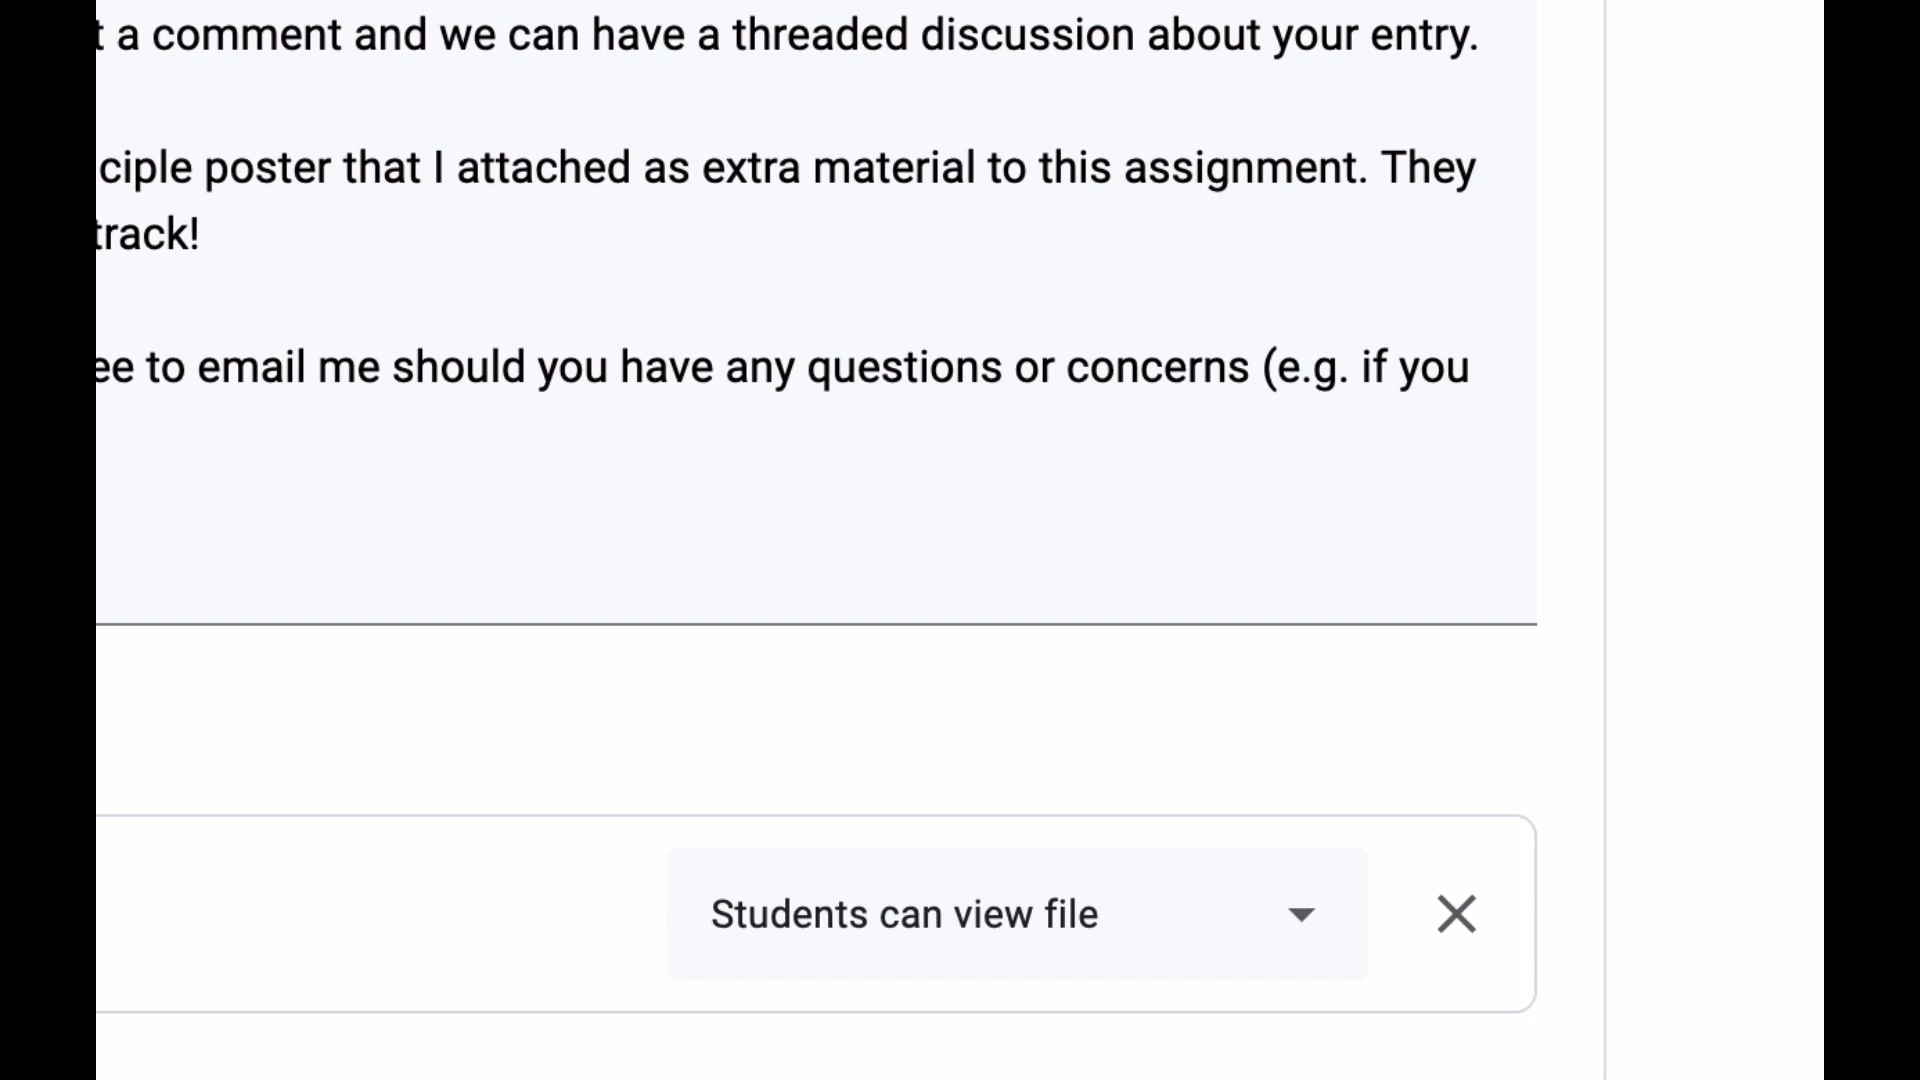 t a comment and we can have a threaded discussion about your entry.
ciple poster that I attached as extra material to this assignment. They
track!
ee to email me should you have any questions or concerns (e.g. if you
Students can view file